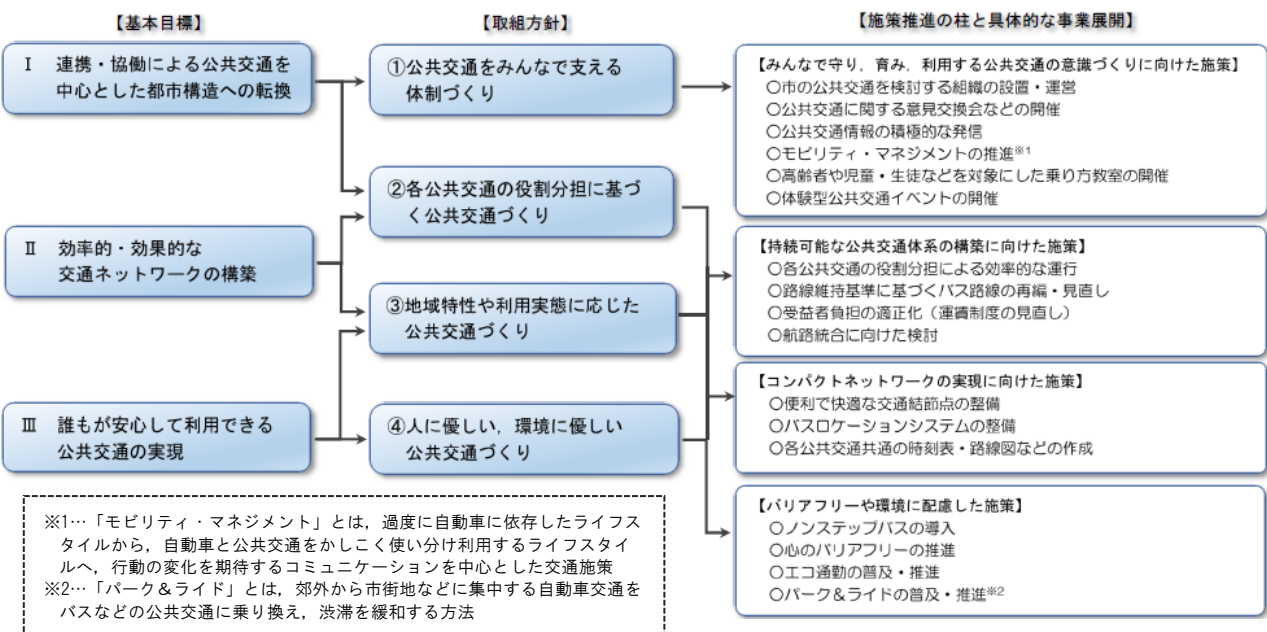 【基本目標】
Ⅰ 連携・協働による公共交通を
中心とした都市構造への転換
Ⅱ 効率的・効果的な
交通ネットワークの構築
Ⅲ 誰もが安心して利用できる
公共交通の実現
【取組方針】
①公共交通をみんなで支える
体制づくり
②各公共交通の役割分担に基づ
く公共交通づくり
③地域特性や利用実態に応じた
公共交通づくり
④人に優しい，環境に優しい
公共交通づくり
【施策推進の柱と具体的な事業展開】
【みんなで守り，育み，利用する公共交通の意識づくりに向けた施策】
○市の公共交通を検討する組織の設置・運営
○公共交通に関する意見交換会などの開催
○公共交通情報の積極的な発信
○モビリティ・マネジメントの推進※1
○高齢者や児童・生徒などを対象にした乗り方教室の開催
○体験型公共交通イベントの開催
【持続可能な公共交通体系の構築に向けた施策】
○各公共交通の役割分担による効率的な運行
○路線維持基準に基づくバス路線の再編・見直し
○受益者負担の適正化（運賃制度の見直し）
○航路統合に向けた検討
【コンパクトネットワークの実現に向けた施策】
○便利で快適な交通結節点の整備
○バスロケーションシステムの整備
○各公共交通共通の時刻表・路線図などの作成
【バリアフリーや環境に配慮した施策】
○ノンステップバスの導入
○心のバリアフリーの推進
○エコ通勤の普及・推進
○パーク＆ライドの普及・推進※2
※1…「モビリティ・マネジメント」とは，過度に自動車に依存したライフス
タイルから，自動車と公共交通をかしこく使い分け利用するライフスタイ
ルへ，行動の変化を期待するコミュニケーションを中心とした交通施策
※2…「パーク＆ライド」とは，郊外から市街地などに集中する自動車交通を
バスなどの公共交通に乗り換え，渋滞を緩和する方法